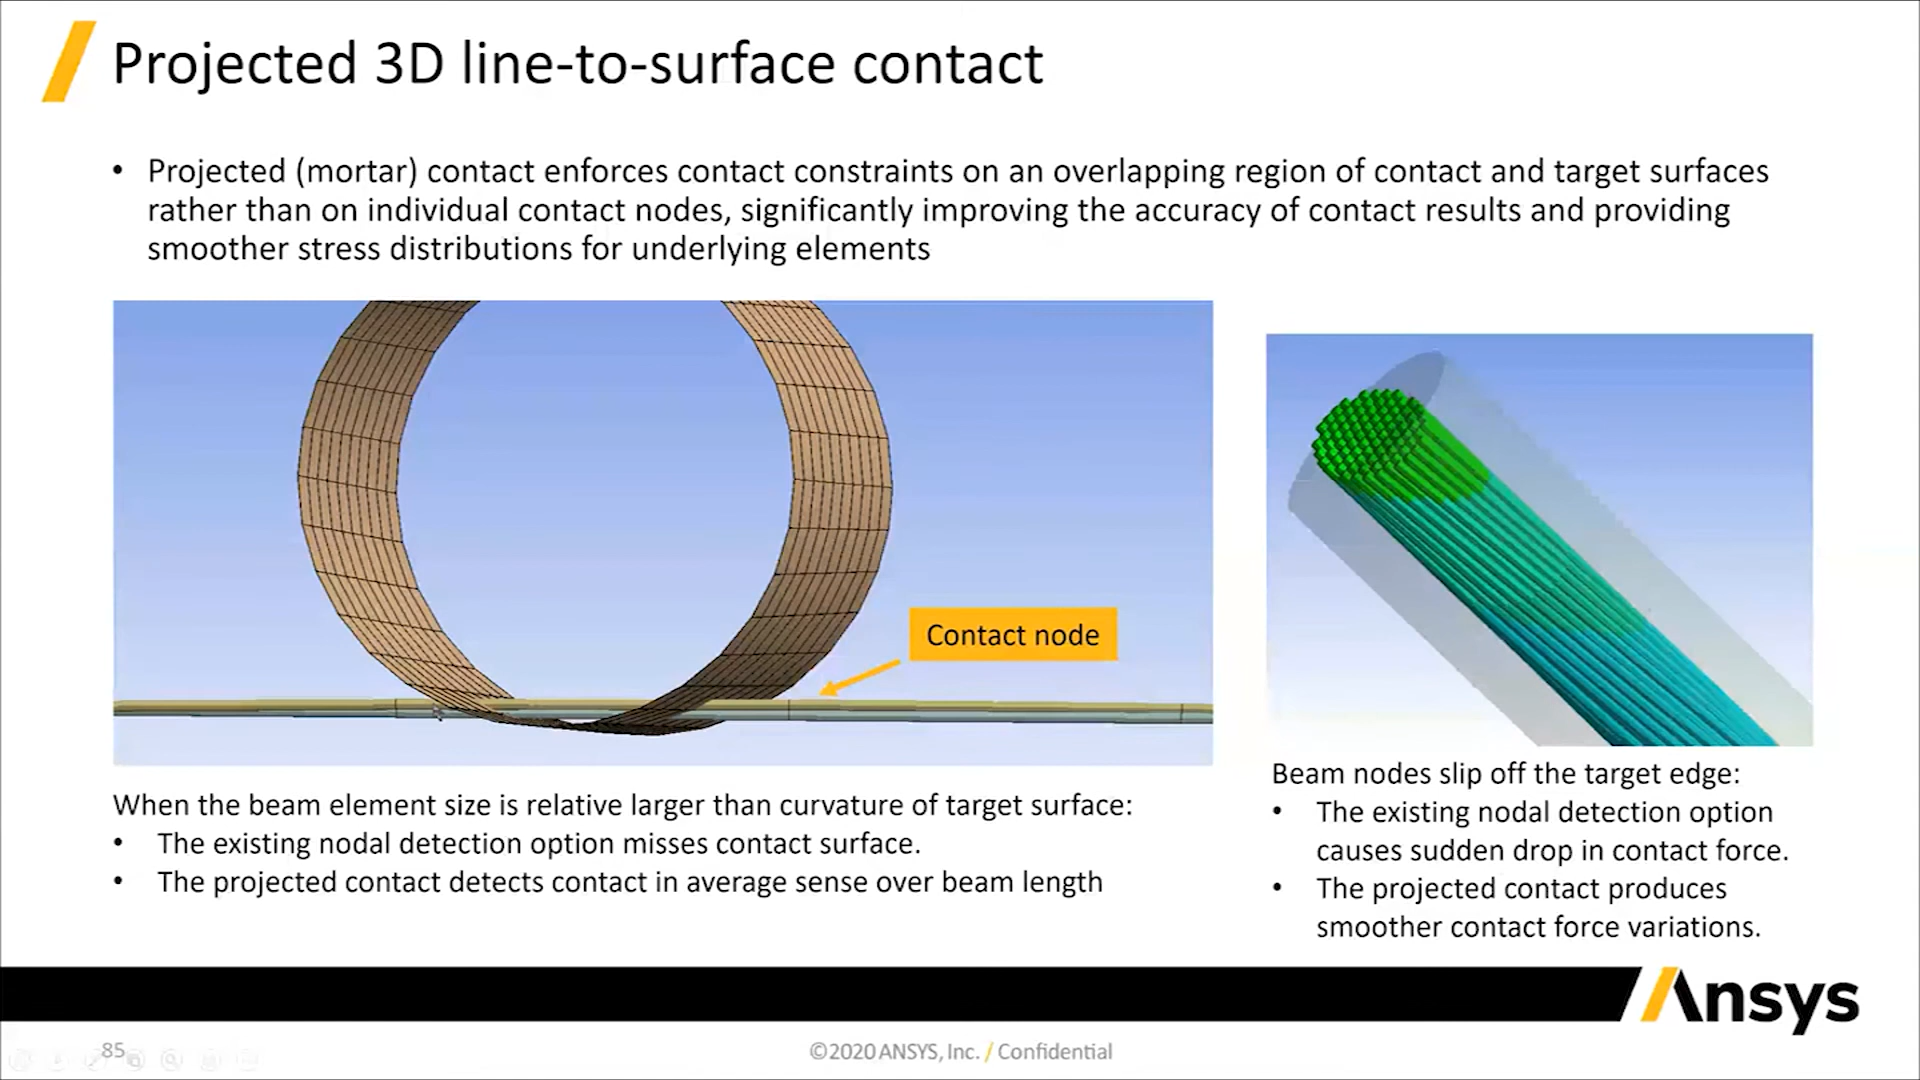 Projected 3D line-to-surface contact
• Projected (mortar) contact enforces contact constraints on an overlapping region of contact and target surfaces
rather than on individual contact nodes, significantly improving the accuracy of contact results and providing
smoother stress distributions for underlying elements
Contact node
When the beam element size is relative larger than curvature of target surface:
• The existing nodal detection option misses contact surface.
• The projected contact detects contact in average sense over beam length
Beam nodes slip off the target edge:
• The existing nodal detection option
causes sudden drop in contact force.
• The projected contact produces
smoother contact force variations.
Ansys
85
©2020 ANSYS, Inc. / Confidential